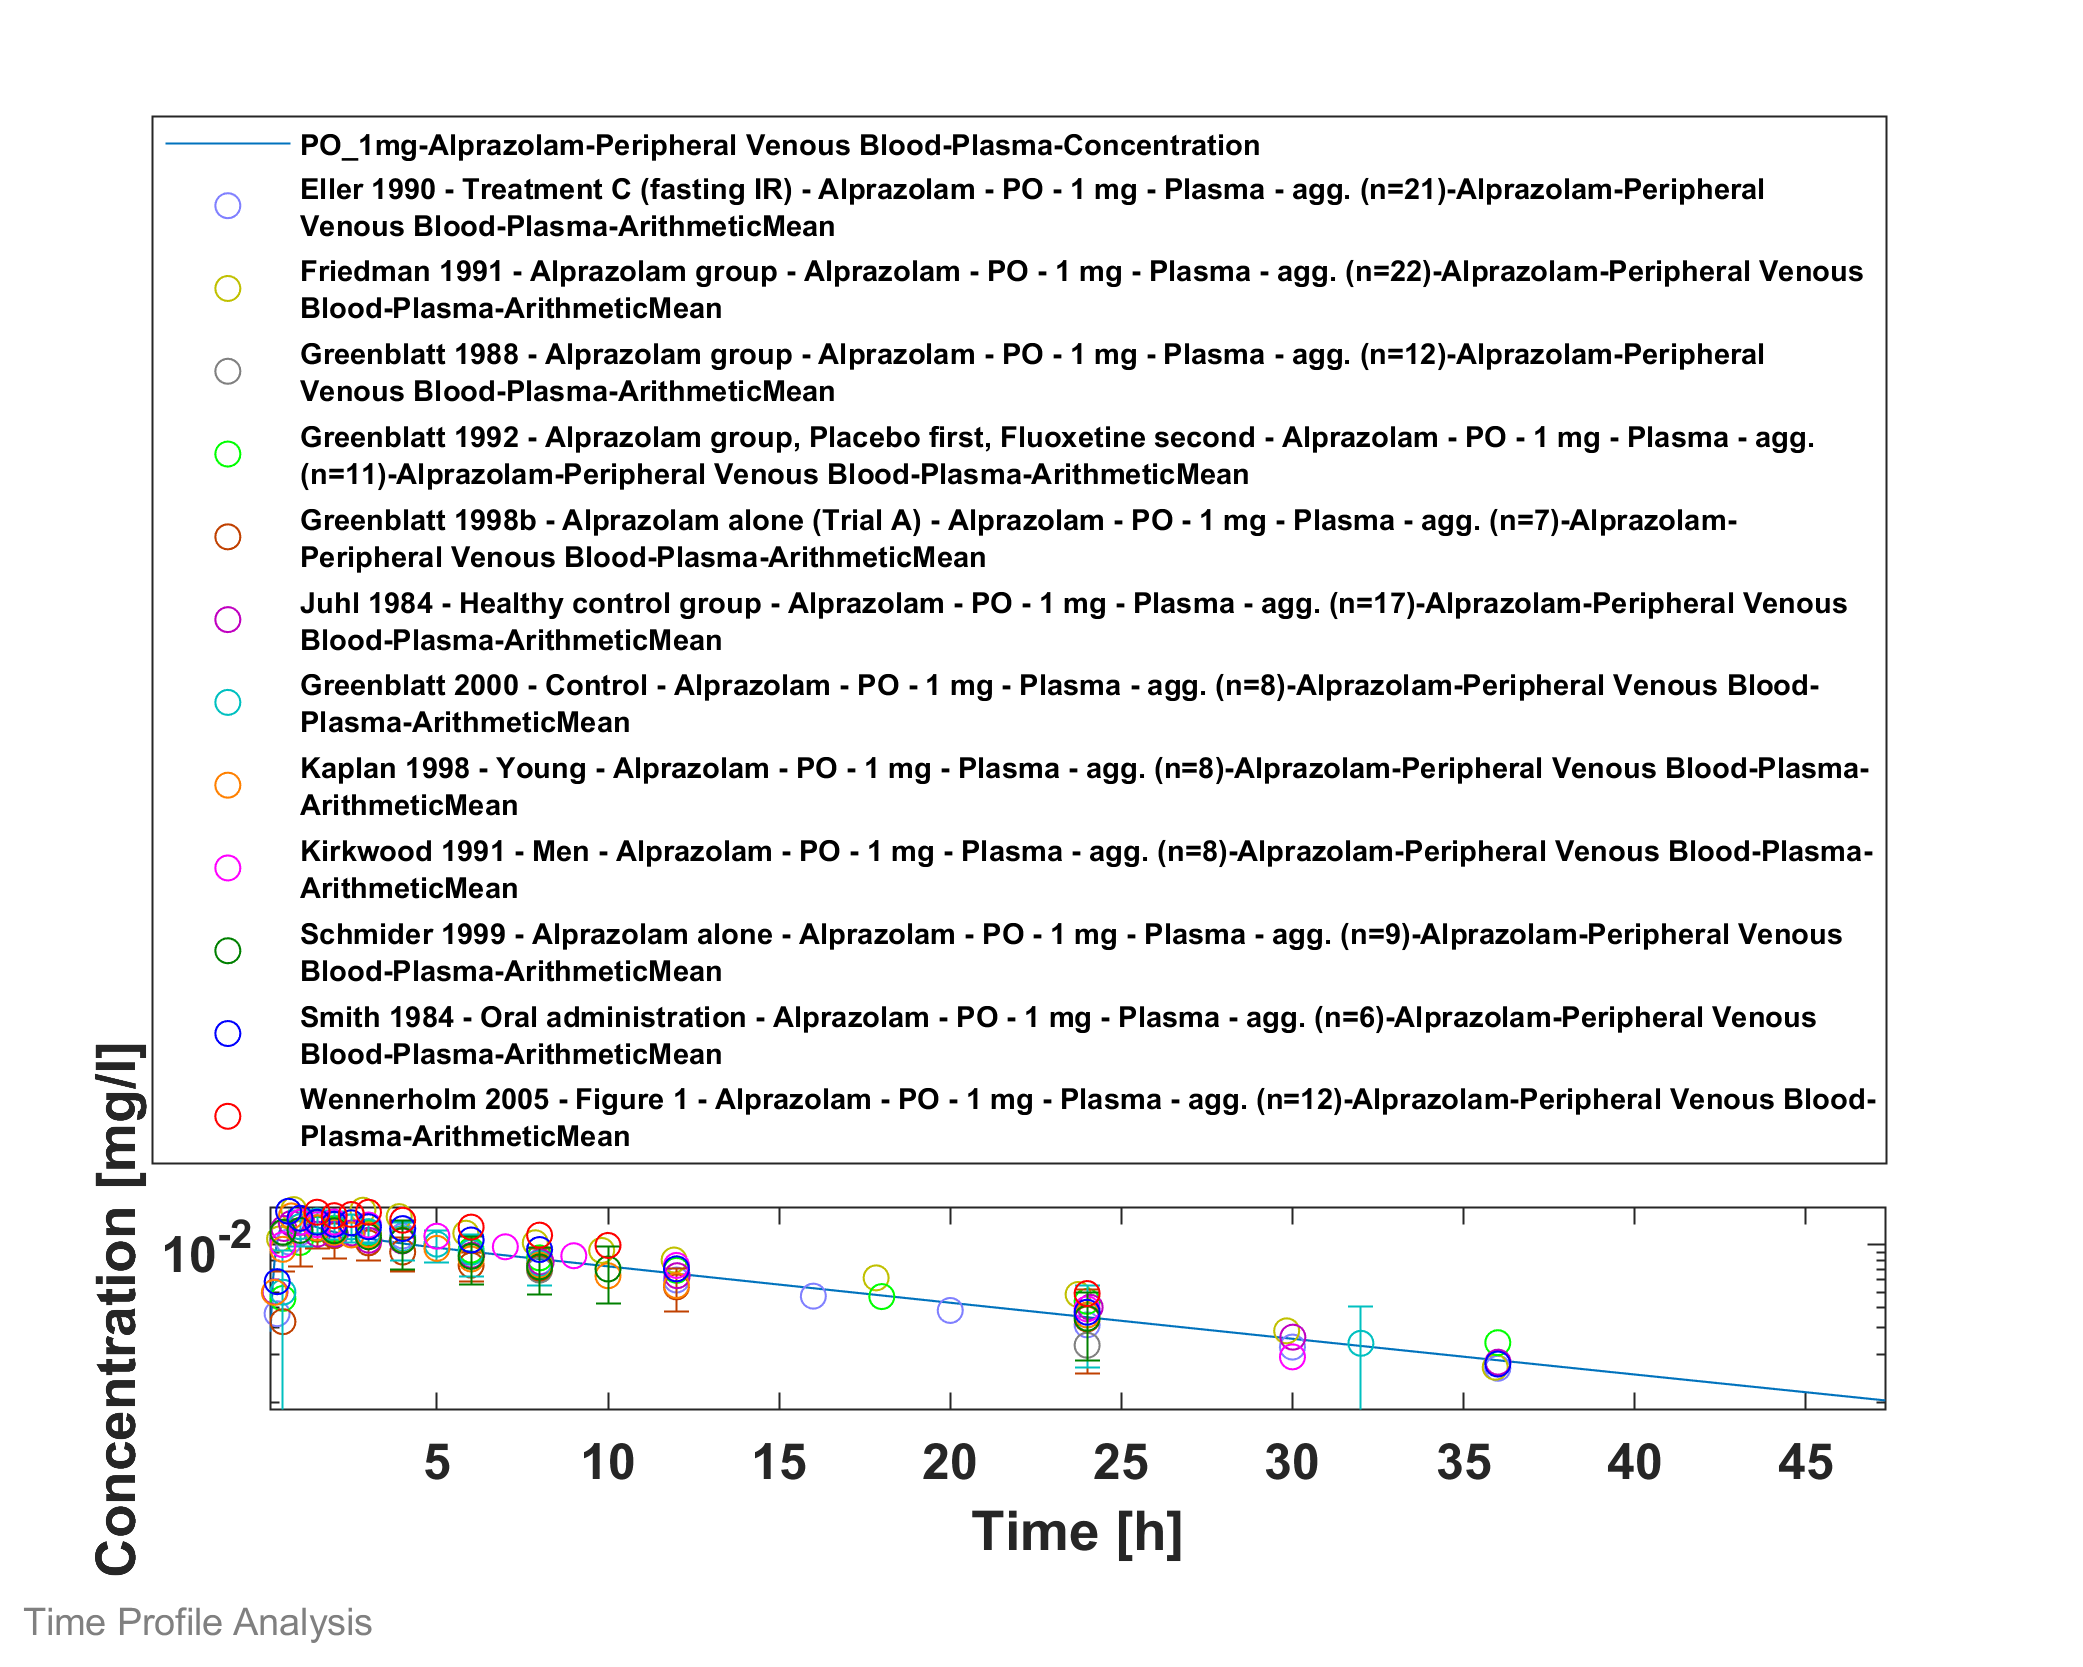 PO_1mg-Alprazolam-Peripheral Venous Blood-Plasma-Concentration
Eller 1990 - Treatment C (fasting IR) - Alprazolam - PO - 1 mg - Plasma - agg. (n=21)-Alprazolam-Peripheral
Venous Blood-Plasma-ArithmeticMean
Friedman 1991 - Alprazolam group - Alprazolam - PO - 1 mg - Plasma - agg. (n=22)-Alprazolam-Peripheral Venous
Blood-Plasma-ArithmeticMean
Greenblatt 1988 - Alprazolam group - Alprazolam - PO - 1 mg - Plasma - agg. (n=12)-Alprazolam-Peripheral
Venous Blood-Plasma-ArithmeticMean
Greenblatt 1992 - Alprazolam group, Placebo first, Fluoxetine second - Alprazolam - PO - 1 mg - Plasma - agg.
(n=11)-Alprazolam-Peripheral Venous Blood-Plasma-ArithmeticMean
Greenblatt 1998b - Alprazolam alone (Trial A) - Alprazolam - PO - 1 mg - Plasma - agg. (n=7)-Alprazolam-
Peripheral Venous Blood-Plasma-ArithmeticMean
Juhl 1984 - Healthy control group - Alprazolam - PO - 1 mg - Plasma - agg. (n=17)-Alprazolam-Peripheral Venous
Blood-Plasma-ArithmeticMean
Greenblatt 2000 - Control - Alprazolam - PO - 1 mg - Plasma - agg. (n=8)-Alprazolam-Peripheral Venous Blood-
Plasma-ArithmeticMean
Kaplan 1998 - Young - Alprazolam - PO - 1 mg - Plasma - agg. (n=8)-Alprazolam-Peripheral Venous Blood-Plasma-
ArithmeticMean
Kirkwood 1991 - Men - Alprazolam - PO - 1 mg - Plasma - agg. (n=8)-Alprazolam-Peripheral Venous Blood-Plasma-
ArithmeticMean
Schmider 1999 - Alprazolam alone - Alprazolam - PO - 1 mg - Plasma - agg. (n=9)-Alprazolam-Peripheral Venous
Blood-Plasma-ArithmeticMean
Smith 1984 - Oral administration - Alprazolam - PO - 1 mg - Plasma - agg. (n=6)-Alprazolam-Peripheral Venous
Blood-Plasma-ArithmeticMean
Wennerholm 2005 - Figure 1 - Alprazolam - PO - 1 mg - Plasma - agg. (n=12)-Alprazolam-Peripheral Venous Blood-
Plasma-ArithmeticMean
Concentration [mg/l]
10-2
5 10 15 20 25 30 35 40 45
Time [h]
Time Profile Analysis